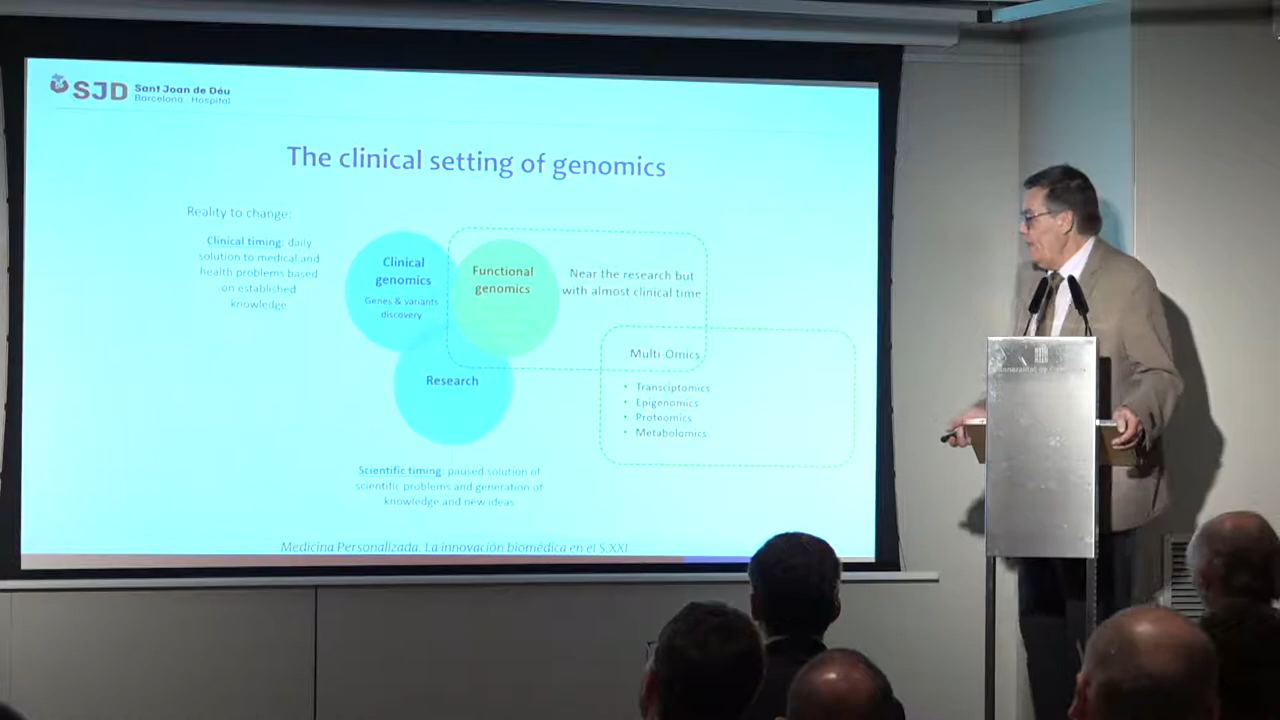 SJD
Sant Joan de Déu
Barcelona · Hospital
The clinical setting of genomics
Reality to change:
Clinical timing: daily
solution to medical and
health problems based
on established
knowledge
Clinical
genomics
Genes & variants
discovery
Functional
genomics
Near the research but
with almost clinical time
Research
Multi-Omics
• Transciptomics
• Epigenomics
• Proteomics
• Metabolomics
Scientific timing: paused solution of
scientific problems and generation of
knowledge and new ideas
Medicina Personalizada. La innovación biomédica en el S.XXI